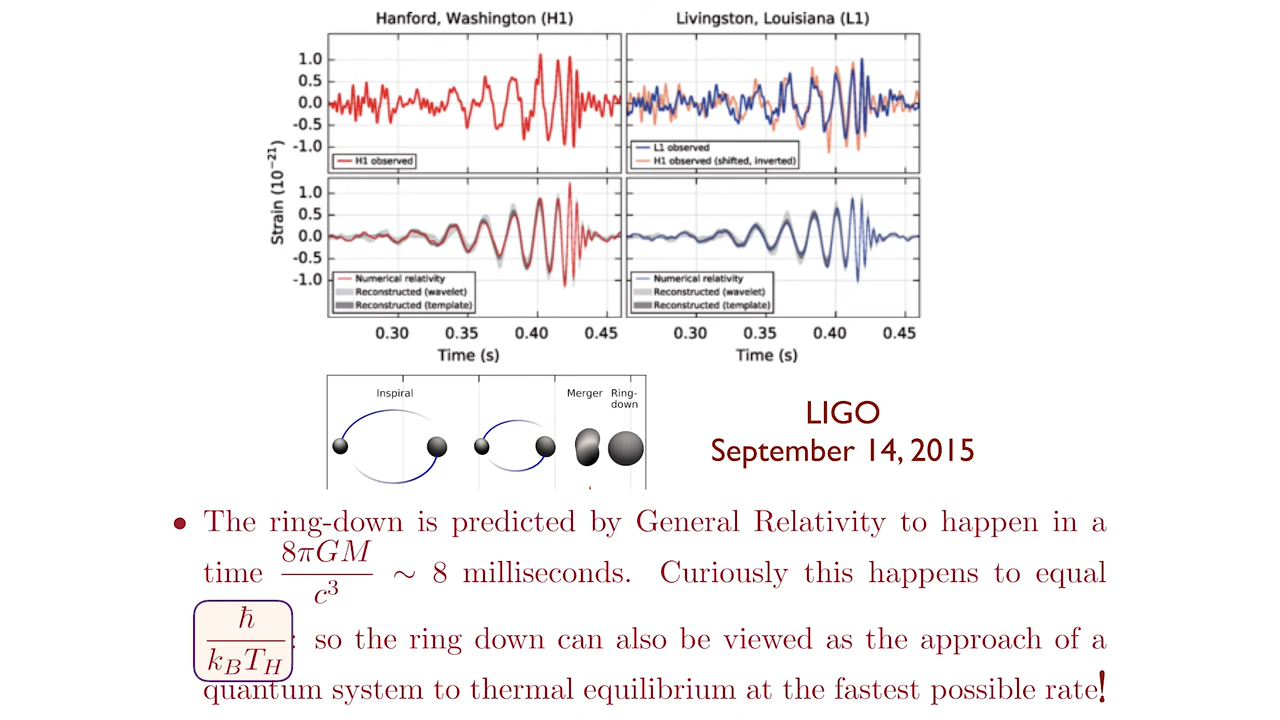 Hanford, Washington (H1)
Livingston, Louisiana (L1)
1.0
0.5
0.0
-0.5
-1.0
H1 observed
L1 observed
H1 observed (shifted, inverted)
Strain (10⁻²¹)
1.0
0.5
0.0
-0.5
-1.0
Numerical relativity
Reconstructed (wavelet)
Reconstructed (template)
Numerical relativity
Reconstructed (wavelet)
Reconstructed (template)
0.30 0.35 0.40 0.45
0.30 0.35 0.40 0.45
Time (s)
Time (s)
Inspiral
Merger
Ring-
down
LIGO
September 14, 2015
• The ring-down is predicted by General Relativity to happen in a
time 8πGM/c³ ∼ 8 milliseconds. Curiously this happens to equal
ħ/k_B T_H : so the ring down can also be viewed as the approach of a
quantum system to thermal equilibrium at the fastest possible rate!